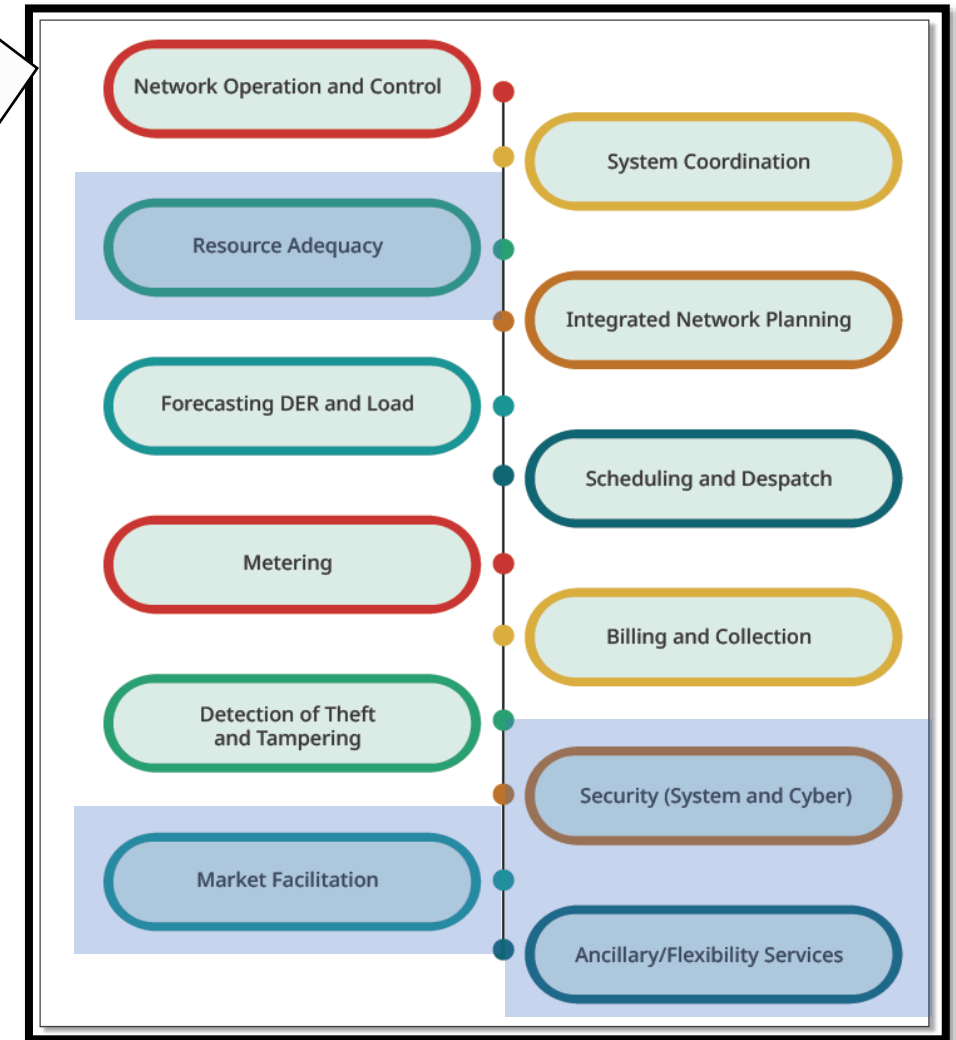 Network Operation and Control
System Coordination
Resource Adequacy
Integrated Network Planning
Forecasting DER and Load
Scheduling and Despatch
Metering
Billing and Collection
Detection of Theft
and Tampering
Security (System and Cyber)
Market Facilitation
Ancillary/Flexibility Services